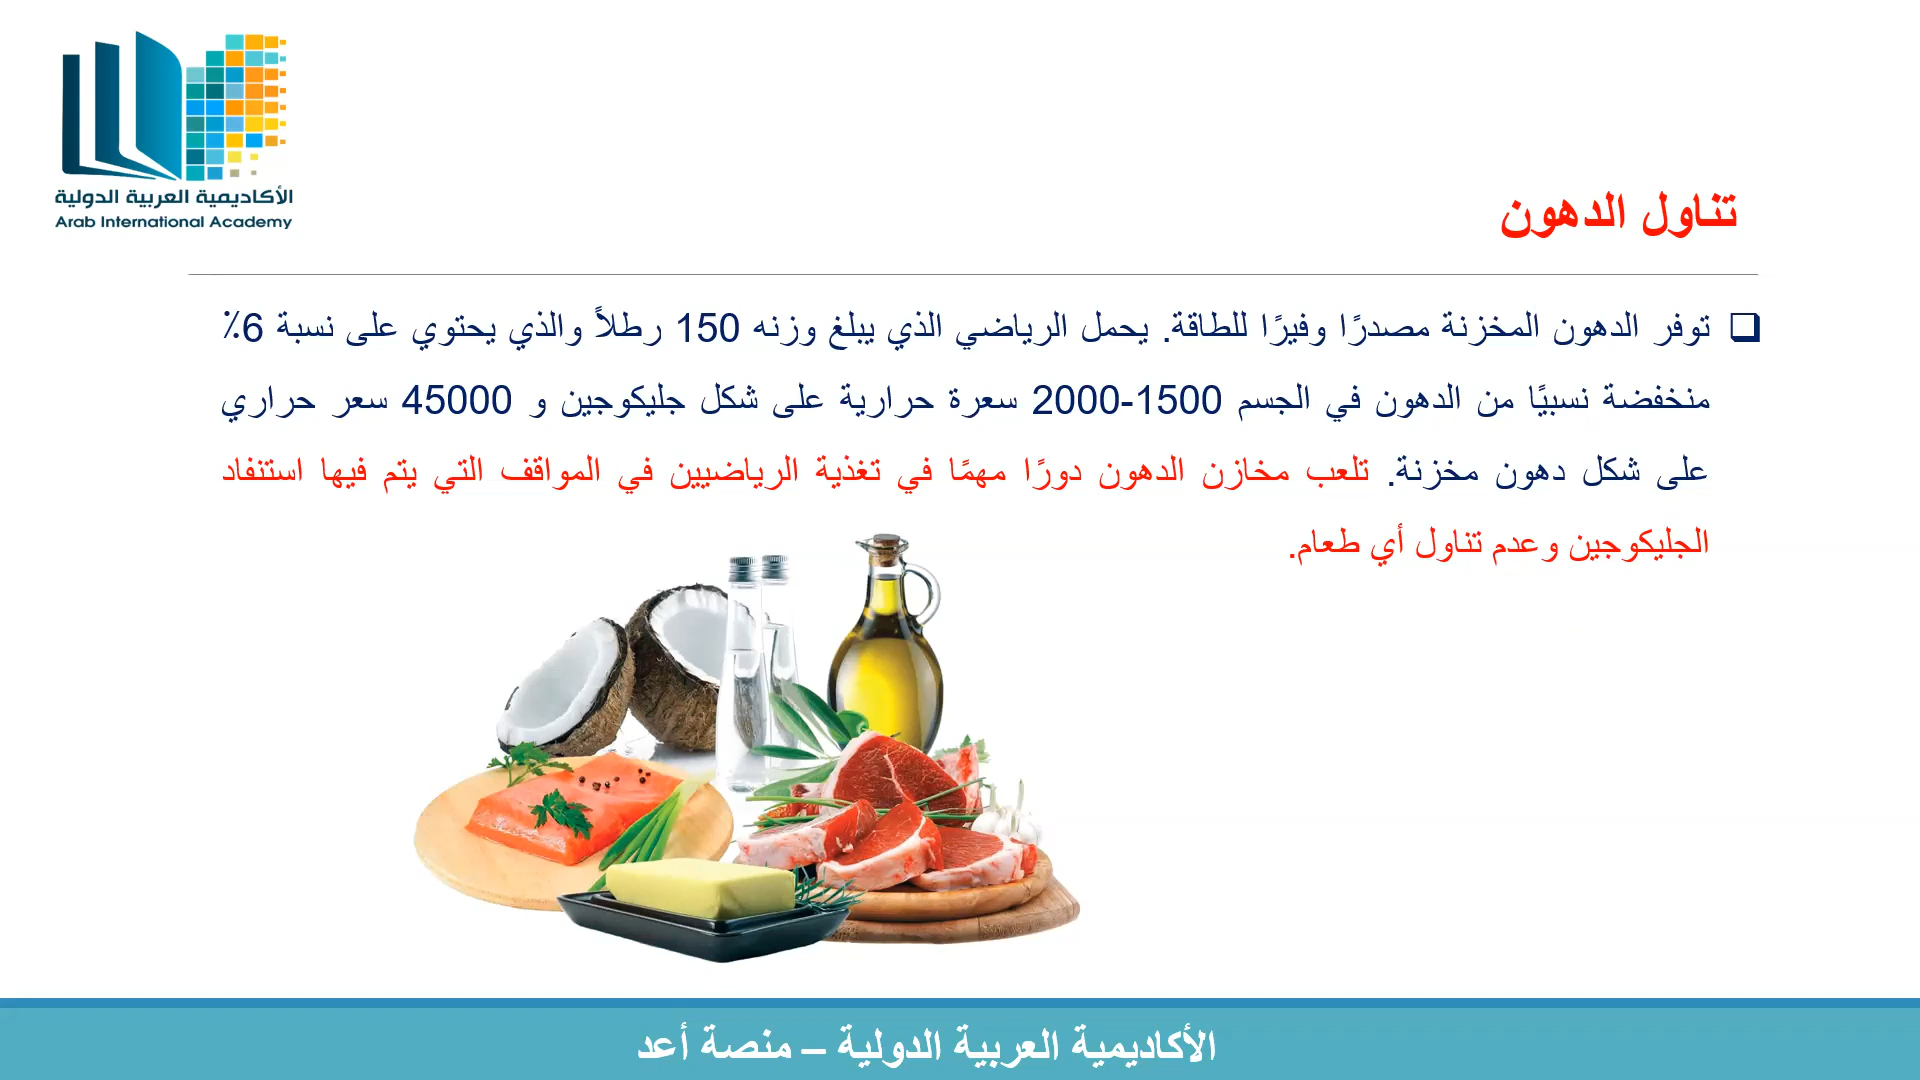 الأكاديمية العربية الدولية
Arab International Academy
تناول الدهون
توفر الدهون المخزنة مصدرًا وفيرًا للطاقة. يحمل الرياضي الذي يبلغ وزنه 150 رطلاً والذي يحتوي على نسبة 6٪
منخفضة نسبيًا من الدهون في الجسم 1500-2000 سعرة حرارية على شكل جليكوجين و 45000 سعر حراري
على شكل دهون مخزنة. تلعب مخازن الدهون دورًا مهمًا في تغذية الرياضيين في المواقف التي يتم فيها استنفاد
الجليكوجين وعدم تناول أي طعام.
الأكاديمية العربية الدولية – منصة أعد